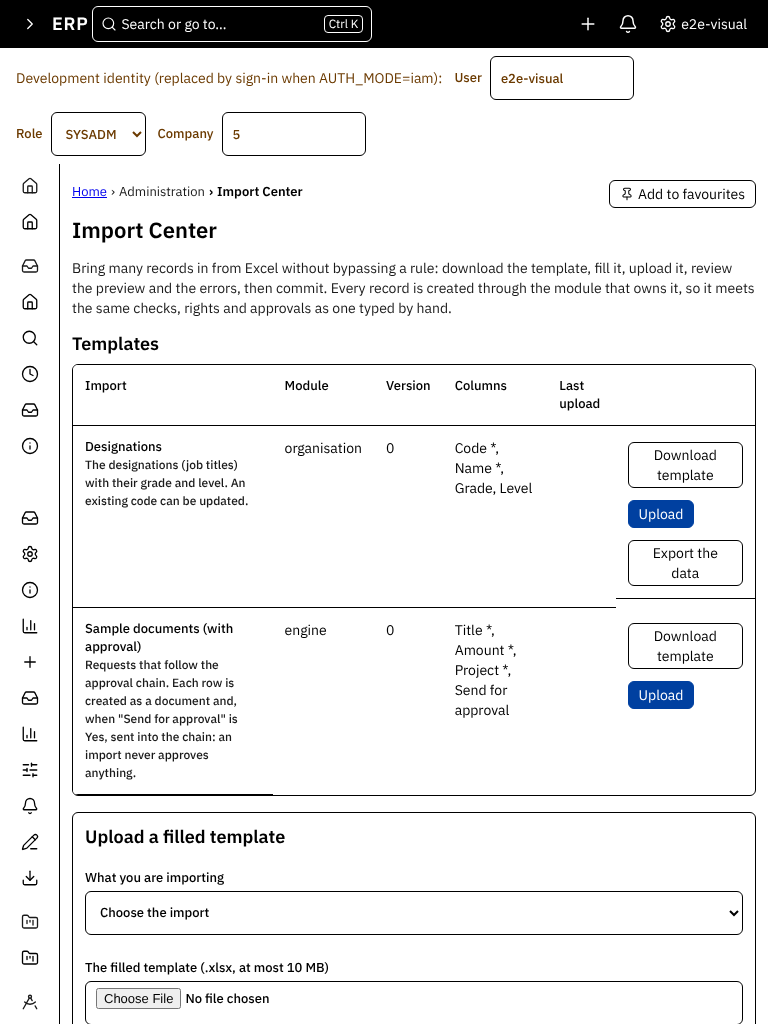 ERP
Search or go to...
Ctrl K
e2e-visual
Development identity (replaced by sign-in when AUTH_MODE=iam):
User
e2e-visual
Role
SYSADM
Company
5
Home › Administration › Import Center
Add to favourites
Import Center
Bring many records in from Excel without bypassing a rule: download the template, fill it, upload it, review
the preview and the errors, then commit. Every record is created through the module that owns it, so it meets
the same checks, rights and approvals as one typed by hand.
Templates
Import
Module
Version
Columns
Last
upload
Designations
The designations (job titles)
with their grade and level. An
existing code can be updated.
organisation
0
Code *,
Name *,
Grade, Level
Download
template
Upload
Export the
data
Sample documents (with
approval)
Requests that follow the
approval chain. Each row is
created as a document and,
when "Send for approval" is
Yes, sent into the chain: an
import never approves
anything.
engine
0
Title *,
Amount *,
Project *,
Send for
approval
Download
template
Upload
Upload a filled template
What you are importing
Choose the import
The filled template (.xlsx, at most 10 MB)
Choose File
No file chosen